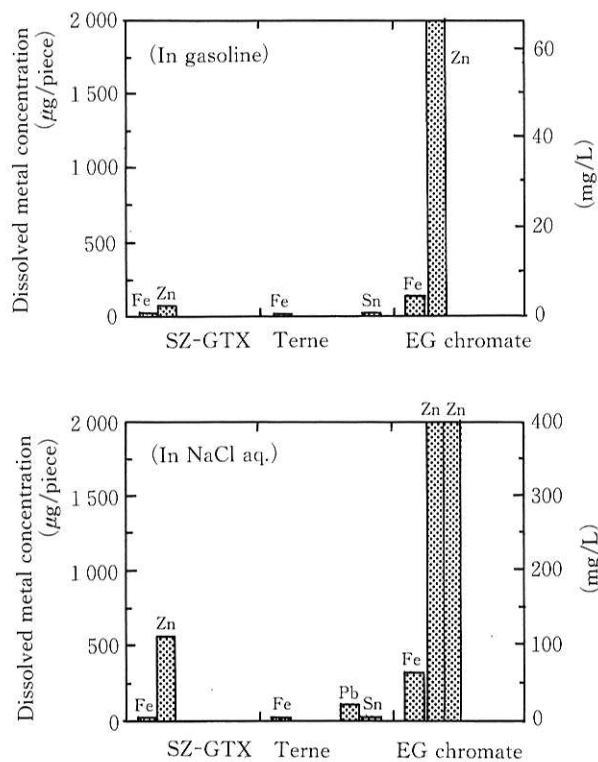 Dissolved metal concentration
(μg/piece)
2 000
1 500
1 000
500
0
(In gasoline)
Fe
Zn
Fe
Sn
Fe
Zn
60
40
20
0
(mg/L)
SZ-GTX
Terne
EG chromate
Dissolved metal concentration
(μg/piece)
2 000
1 500
1 000
500
0
(In NaCl aq.)
Fe
Zn
Fe
Pb
Sn
Fe
Zn
Zn
400
300
200
100
0
(mg/L)
SZ-GTX
Terne
EG chromate